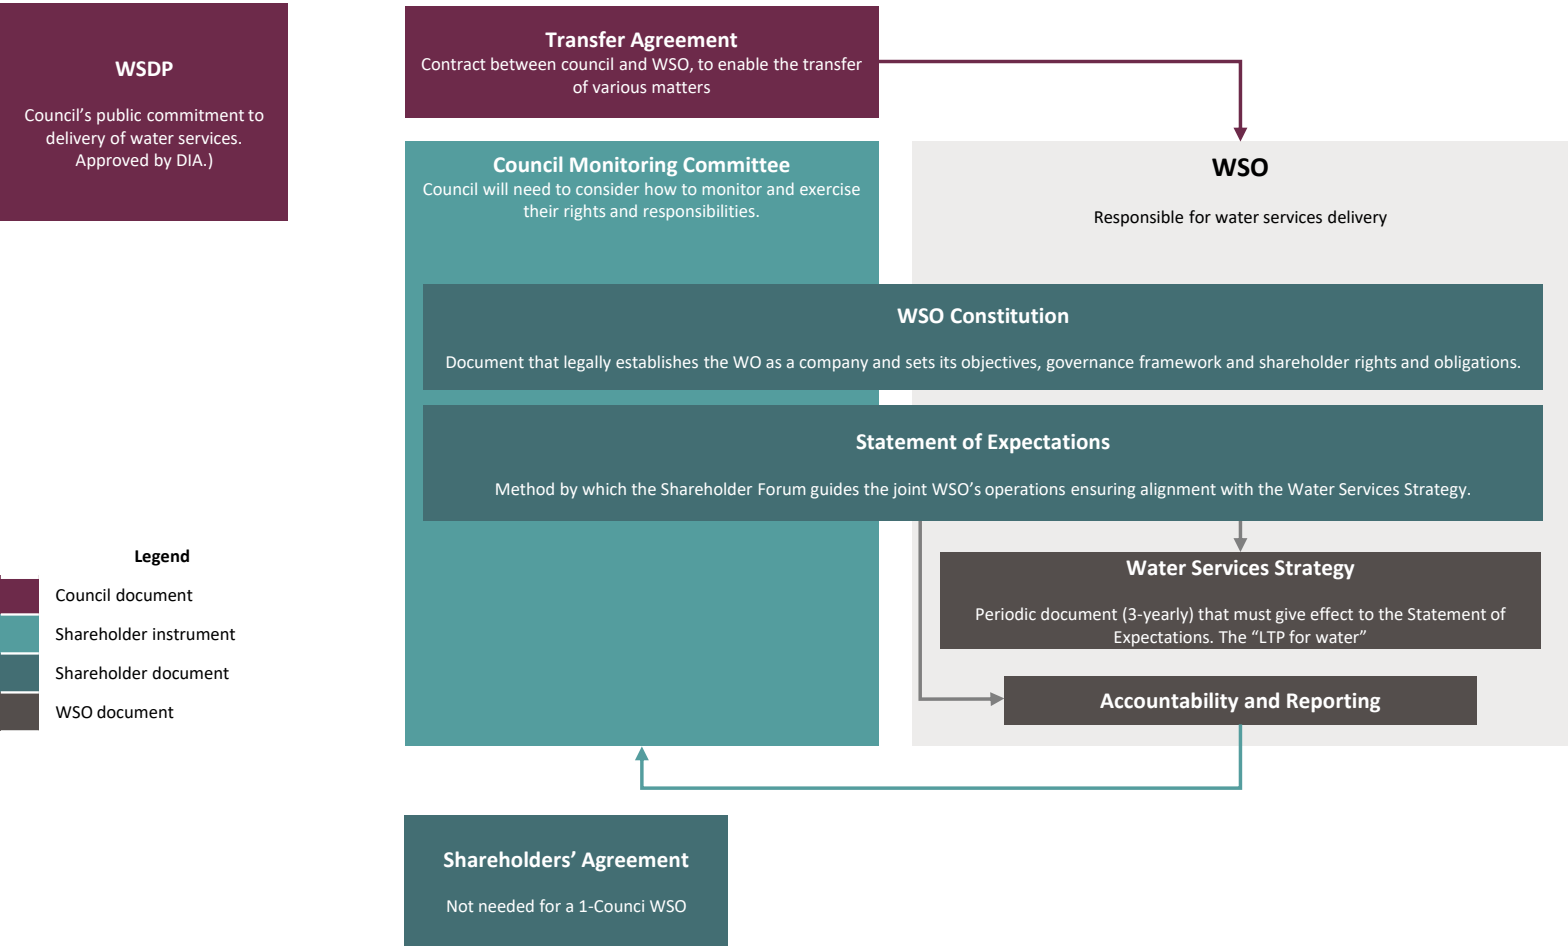 WSDP
Council's public commitment to
delivery of water services.
Approved by DIA.)
Transfer Agreement
Contract between council and WSO, to enable the transfer
of various matters
Council Monitoring Committee
Council will need to consider how to monitor and exercise
their rights and responsibilities.
WSO
Responsible for water services delivery
WSO Constitution
Document that legally establishes the WO as a company and sets its objectives, governance framework and shareholder rights and obligations.
Statement of Expectations
Method by which the Shareholder Forum guides the joint WSO's operations ensuring alignment with the Water Services Strategy.
Water Services Strategy
Periodic document (3-yearly) that must give effect to the Statement of
Expectations. The “LTP for water”
Accountability and Reporting
Legend
Council document
Shareholder instrument
Shareholder document
WSO document
Shareholders' Agreement
Not needed for a 1-Counci WSO